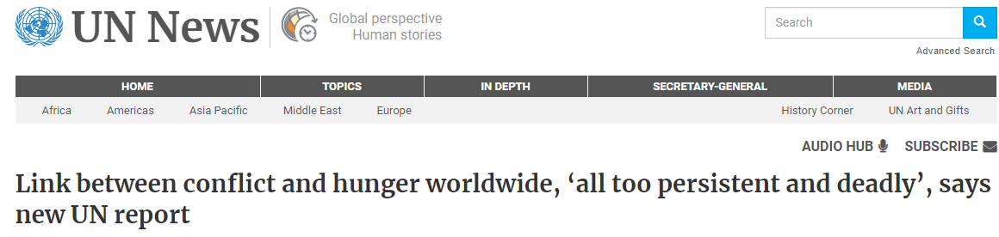 UN News
Global perspective
Human stories
Search
Advanced Search
HOME TOPICS IN DEPTH SECRETARY-GENERAL MEDIA
Africa Americas Asia Pacific Middle East Europe History Corner UN Art and Gifts
AUDIO HUB SUBSCRIBE
Link between conflict and hunger worldwide, ‘all too persistent and deadly’, says
new UN report